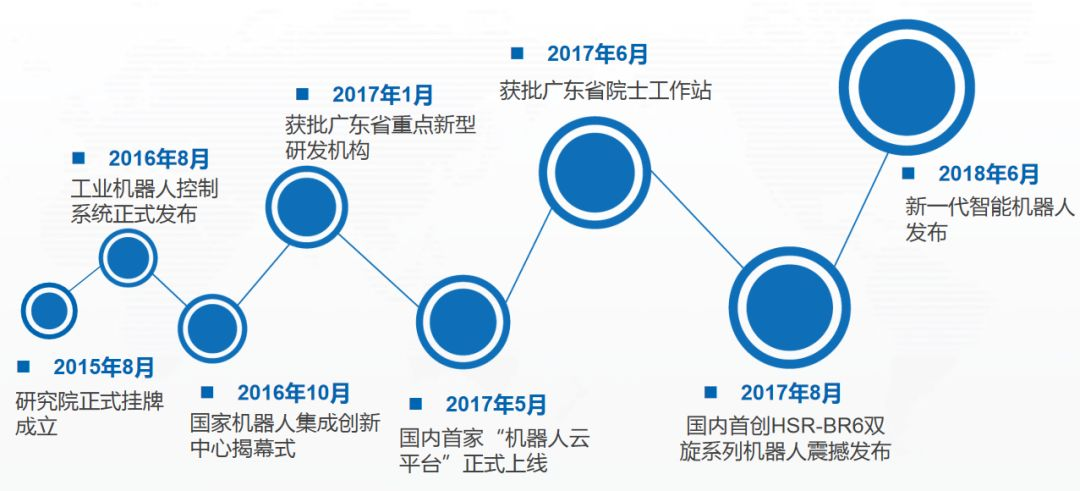 2015年8月
研究院正式挂牌
成立
2016年8月
工业机器人控制
系统正式发布
2016年10月
国家机器人集成创新
中心揭幕式
2017年1月
获批广东省重点新型
研发机构
2017年5月
国内首家“机器人云
平台”正式上线
2017年6月
获批广东省院士工作站
2017年8月
国内首创HSR-BR6双
旋系列机器人震撼发布
2018年6月
新一代智能机器人
发布